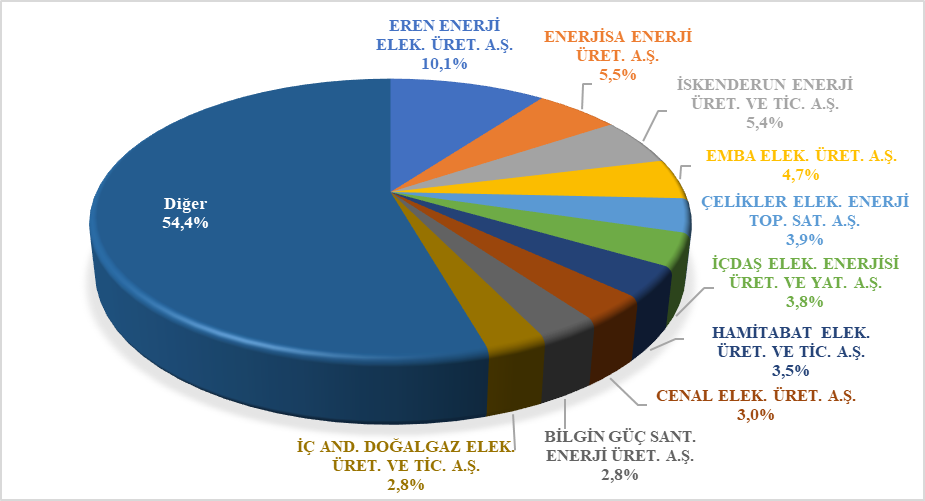 EREN ENERJİ
ELEK. ÜRET. A.Ş.
10,1%
ENERJİSA ENERJİ
ÜRET. A.Ş.
5,5%
İSKENDERUN ENERJİ
ÜRET. VE TİC. A.Ş.
5,4%
EMBA ELEK. ÜRET. A.Ş.
4,7%
ÇELİKLER ELEK. ENERJİ
TOP. SAT. A.Ş.
3,9%
İÇDAŞ ELEK. ENERJİSİ
ÜRET. VE YAT. A.Ş.
3,8%
HAMİTABAT ELEK.
ÜRET. VE TİC. A.Ş.
3,5%
CENAL ELEK. ÜRET. A.Ş.
3,0%
BİLGİN GÜÇ SANT.
ENERJİ ÜRET. A.Ş.
2,8%
İÇ AND. DOĞALGAZ ELEK.
ÜRET. VE TİC. A.Ş.
2,8%
Diğer
54,4%